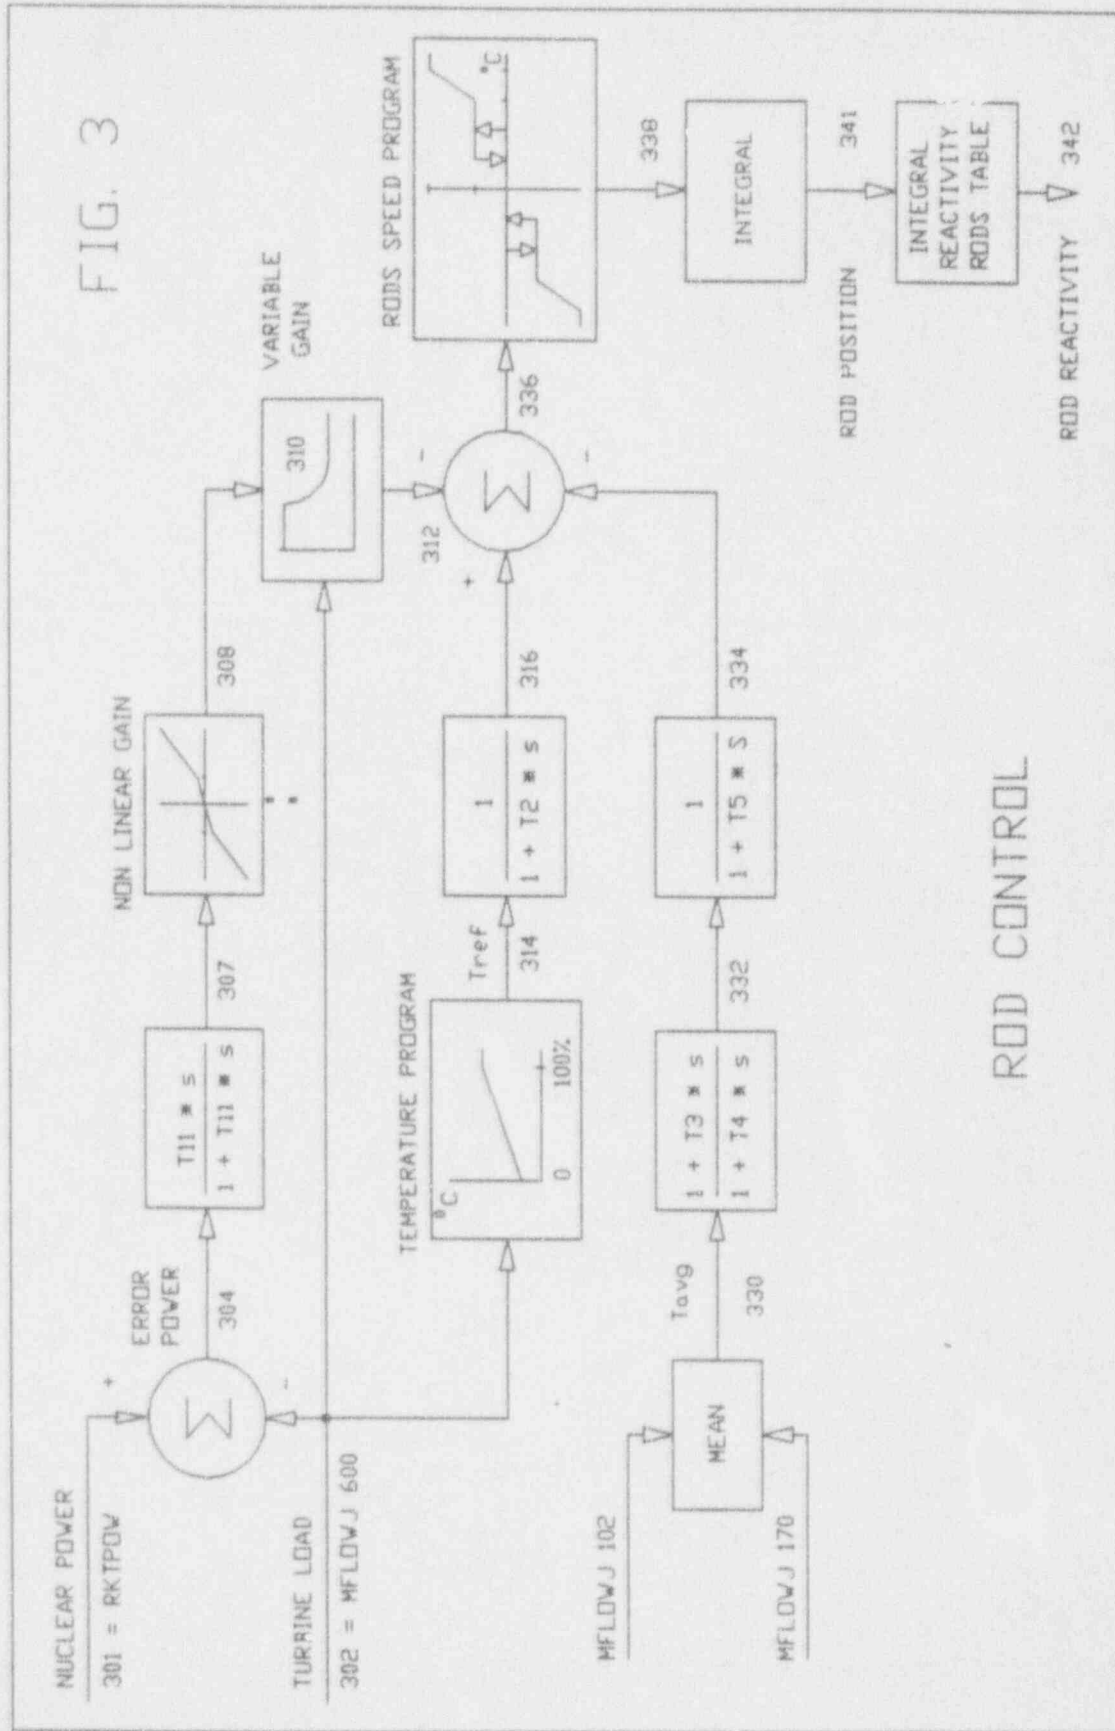 FIG. 3
NUCLEAR POWER
301 = RKTPOW
+
Σ
-
ERROR
POWER
304
T11 * s
1 + T11 * s
307
NON LINEAR GAIN
* *
308
VARIABLE
GAIN
310
TURBINE LOAD
302 = MFLOWJ 600
TEMPERATURE PROGRAM
°C
0 100%
Tref
314
1
1 + T2 * s
316
312
+
-
-
Σ
336
RODS SPEED PROGRAM
°C
338
INTEGRAL
ROD POSITION 341
INTEGRAL
REACTIVITY
RODS TABLE
ROD REACTIVITY 342
MFLOWJ 102
MFLOWJ 170
MEAN
Tavg
330
1 + T3 * s
1 + T4 * s
332
1
1 + T5 * S
334
ROD CONTROL